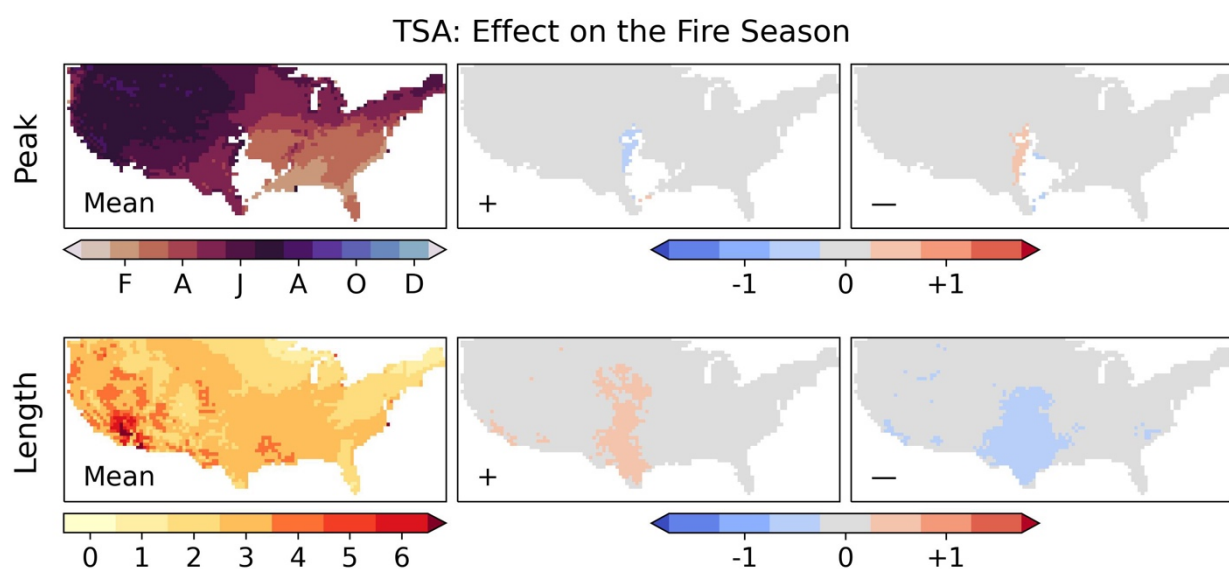 TSA: Effect on the Fire Season
Peak
Mean
+
—
F A J A O D
-1 0 +1
Length
Mean
+
—
0 1 2 3 4 5 6
-1 0 +1